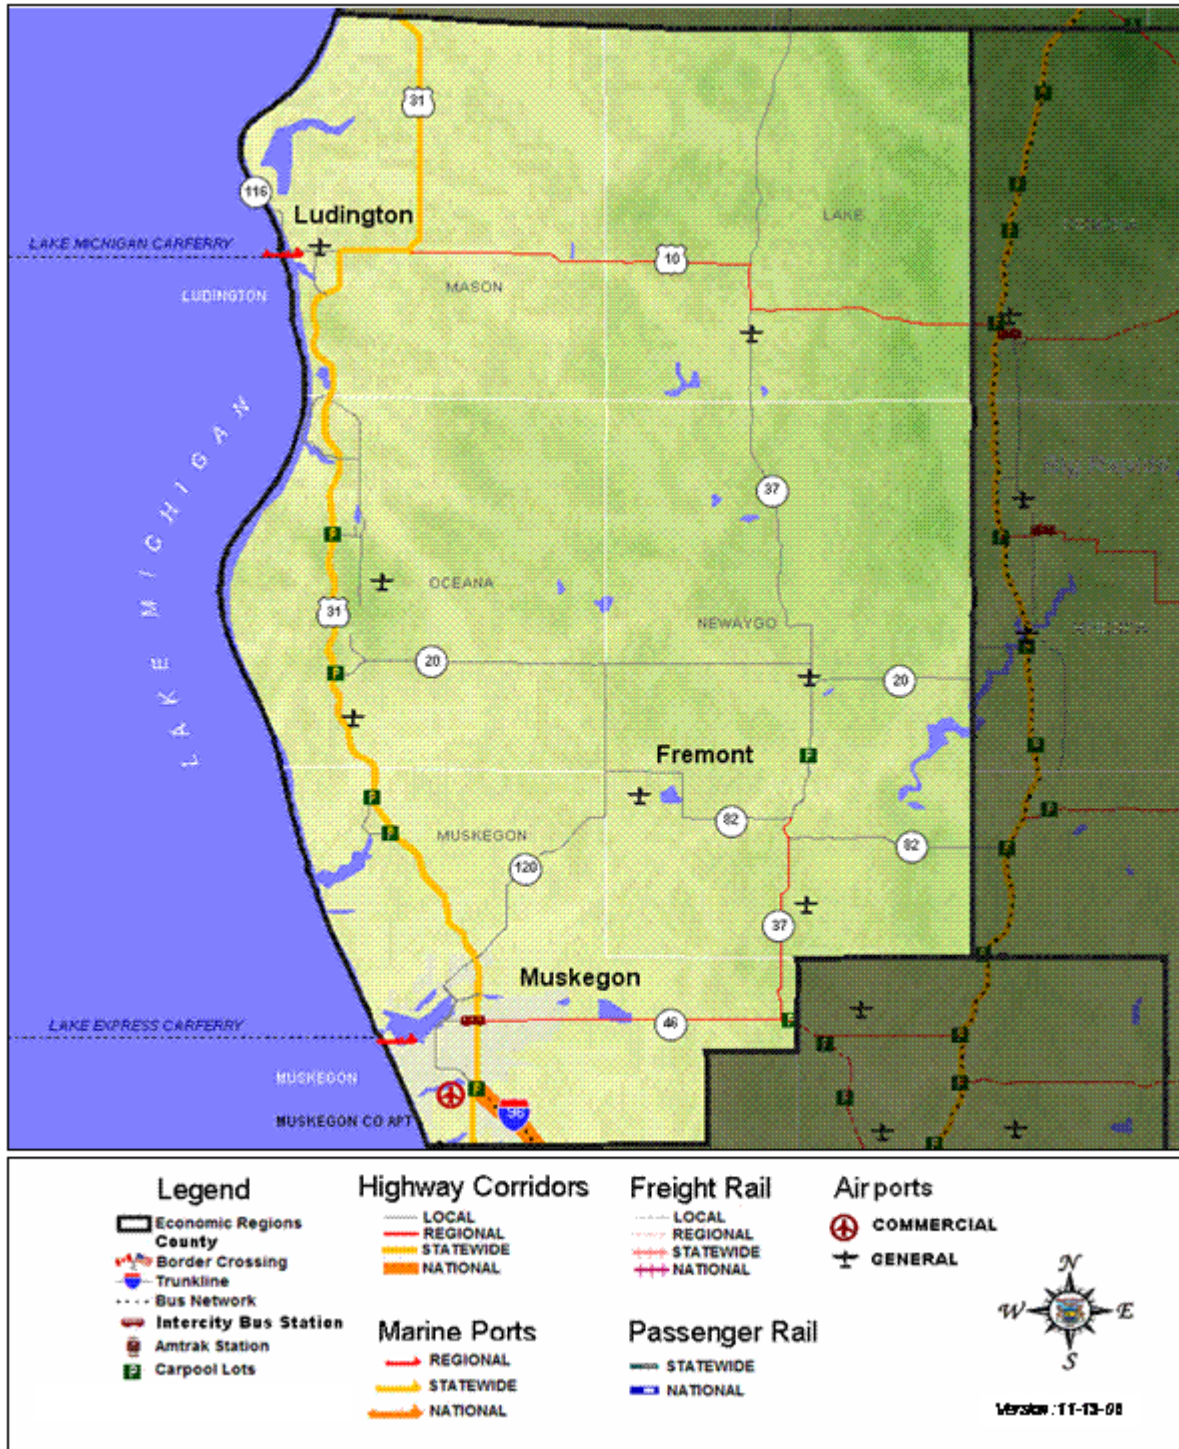 31
116
Ludington
LAKE
LAKE MICHIGAN CARFERRY
10
LUDINGTON
MASON
LAKE MICHIGAN
37
OCEANA
31
NEWAYGO
20
20
Fremont
82
MUSKEGON
82
120
37
Muskegon
LAKE EXPRESS CARFERRY
46
MUSKEGON
MUSKEGON CO APT
96
Legend
Economic Regions
County
Border Crossing
Trunkline
Bus Network
Intercity Bus Station
Amtrak Station
Carpool Lots
Highway Corridors
LOCAL
REGIONAL
STATEWIDE
NATIONAL
Marine Ports
REGIONAL
STATEWIDE
NATIONAL
Freight Rail
LOCAL
REGIONAL
STATEWIDE
NATIONAL
Passenger Rail
STATEWIDE
NATIONAL
Airports
COMMERCIAL
GENERAL
N
W E
S